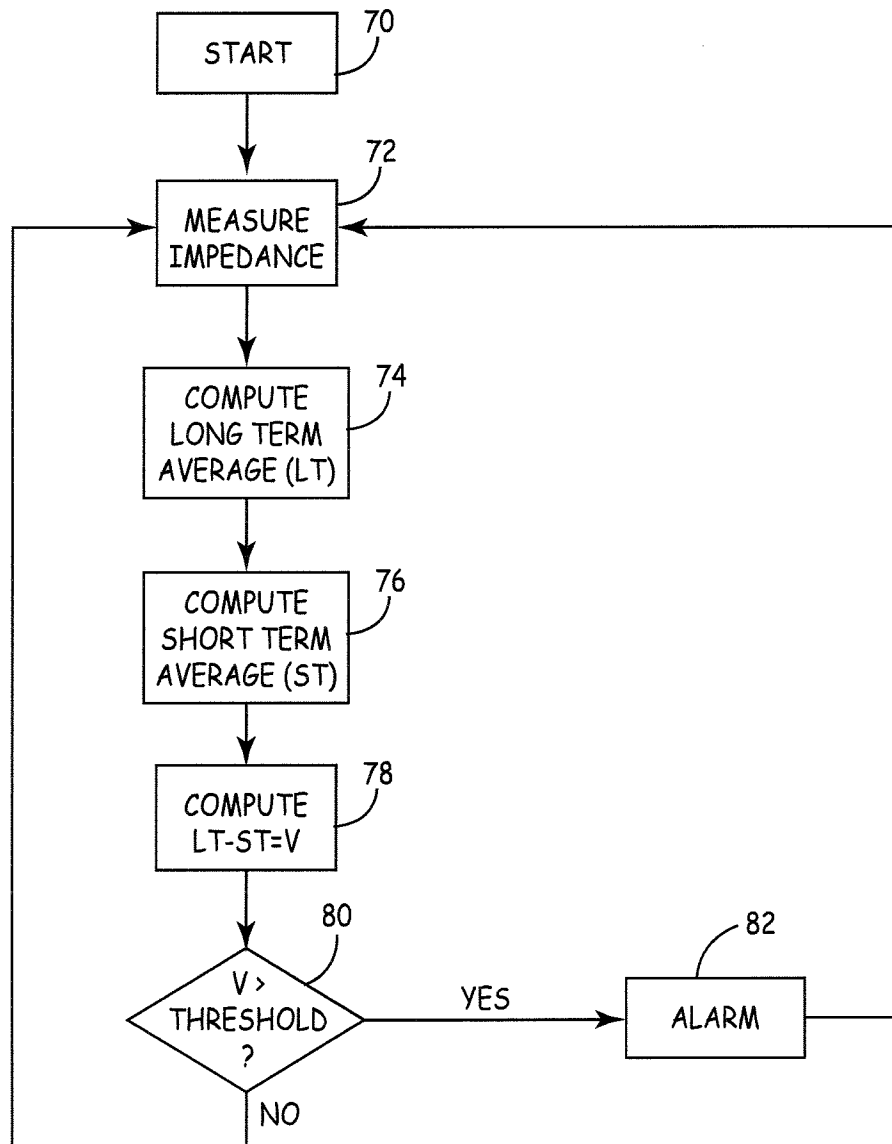 70
START
72
MEASURE
IMPEDANCE
74
COMPUTE
LONG TERM
AVERAGE (LT)
76
COMPUTE
SHORT TERM
AVERAGE (ST)
78
COMPUTE
LT-ST=V
80
V >
THRESHOLD
?
YES
82
ALARM
NO